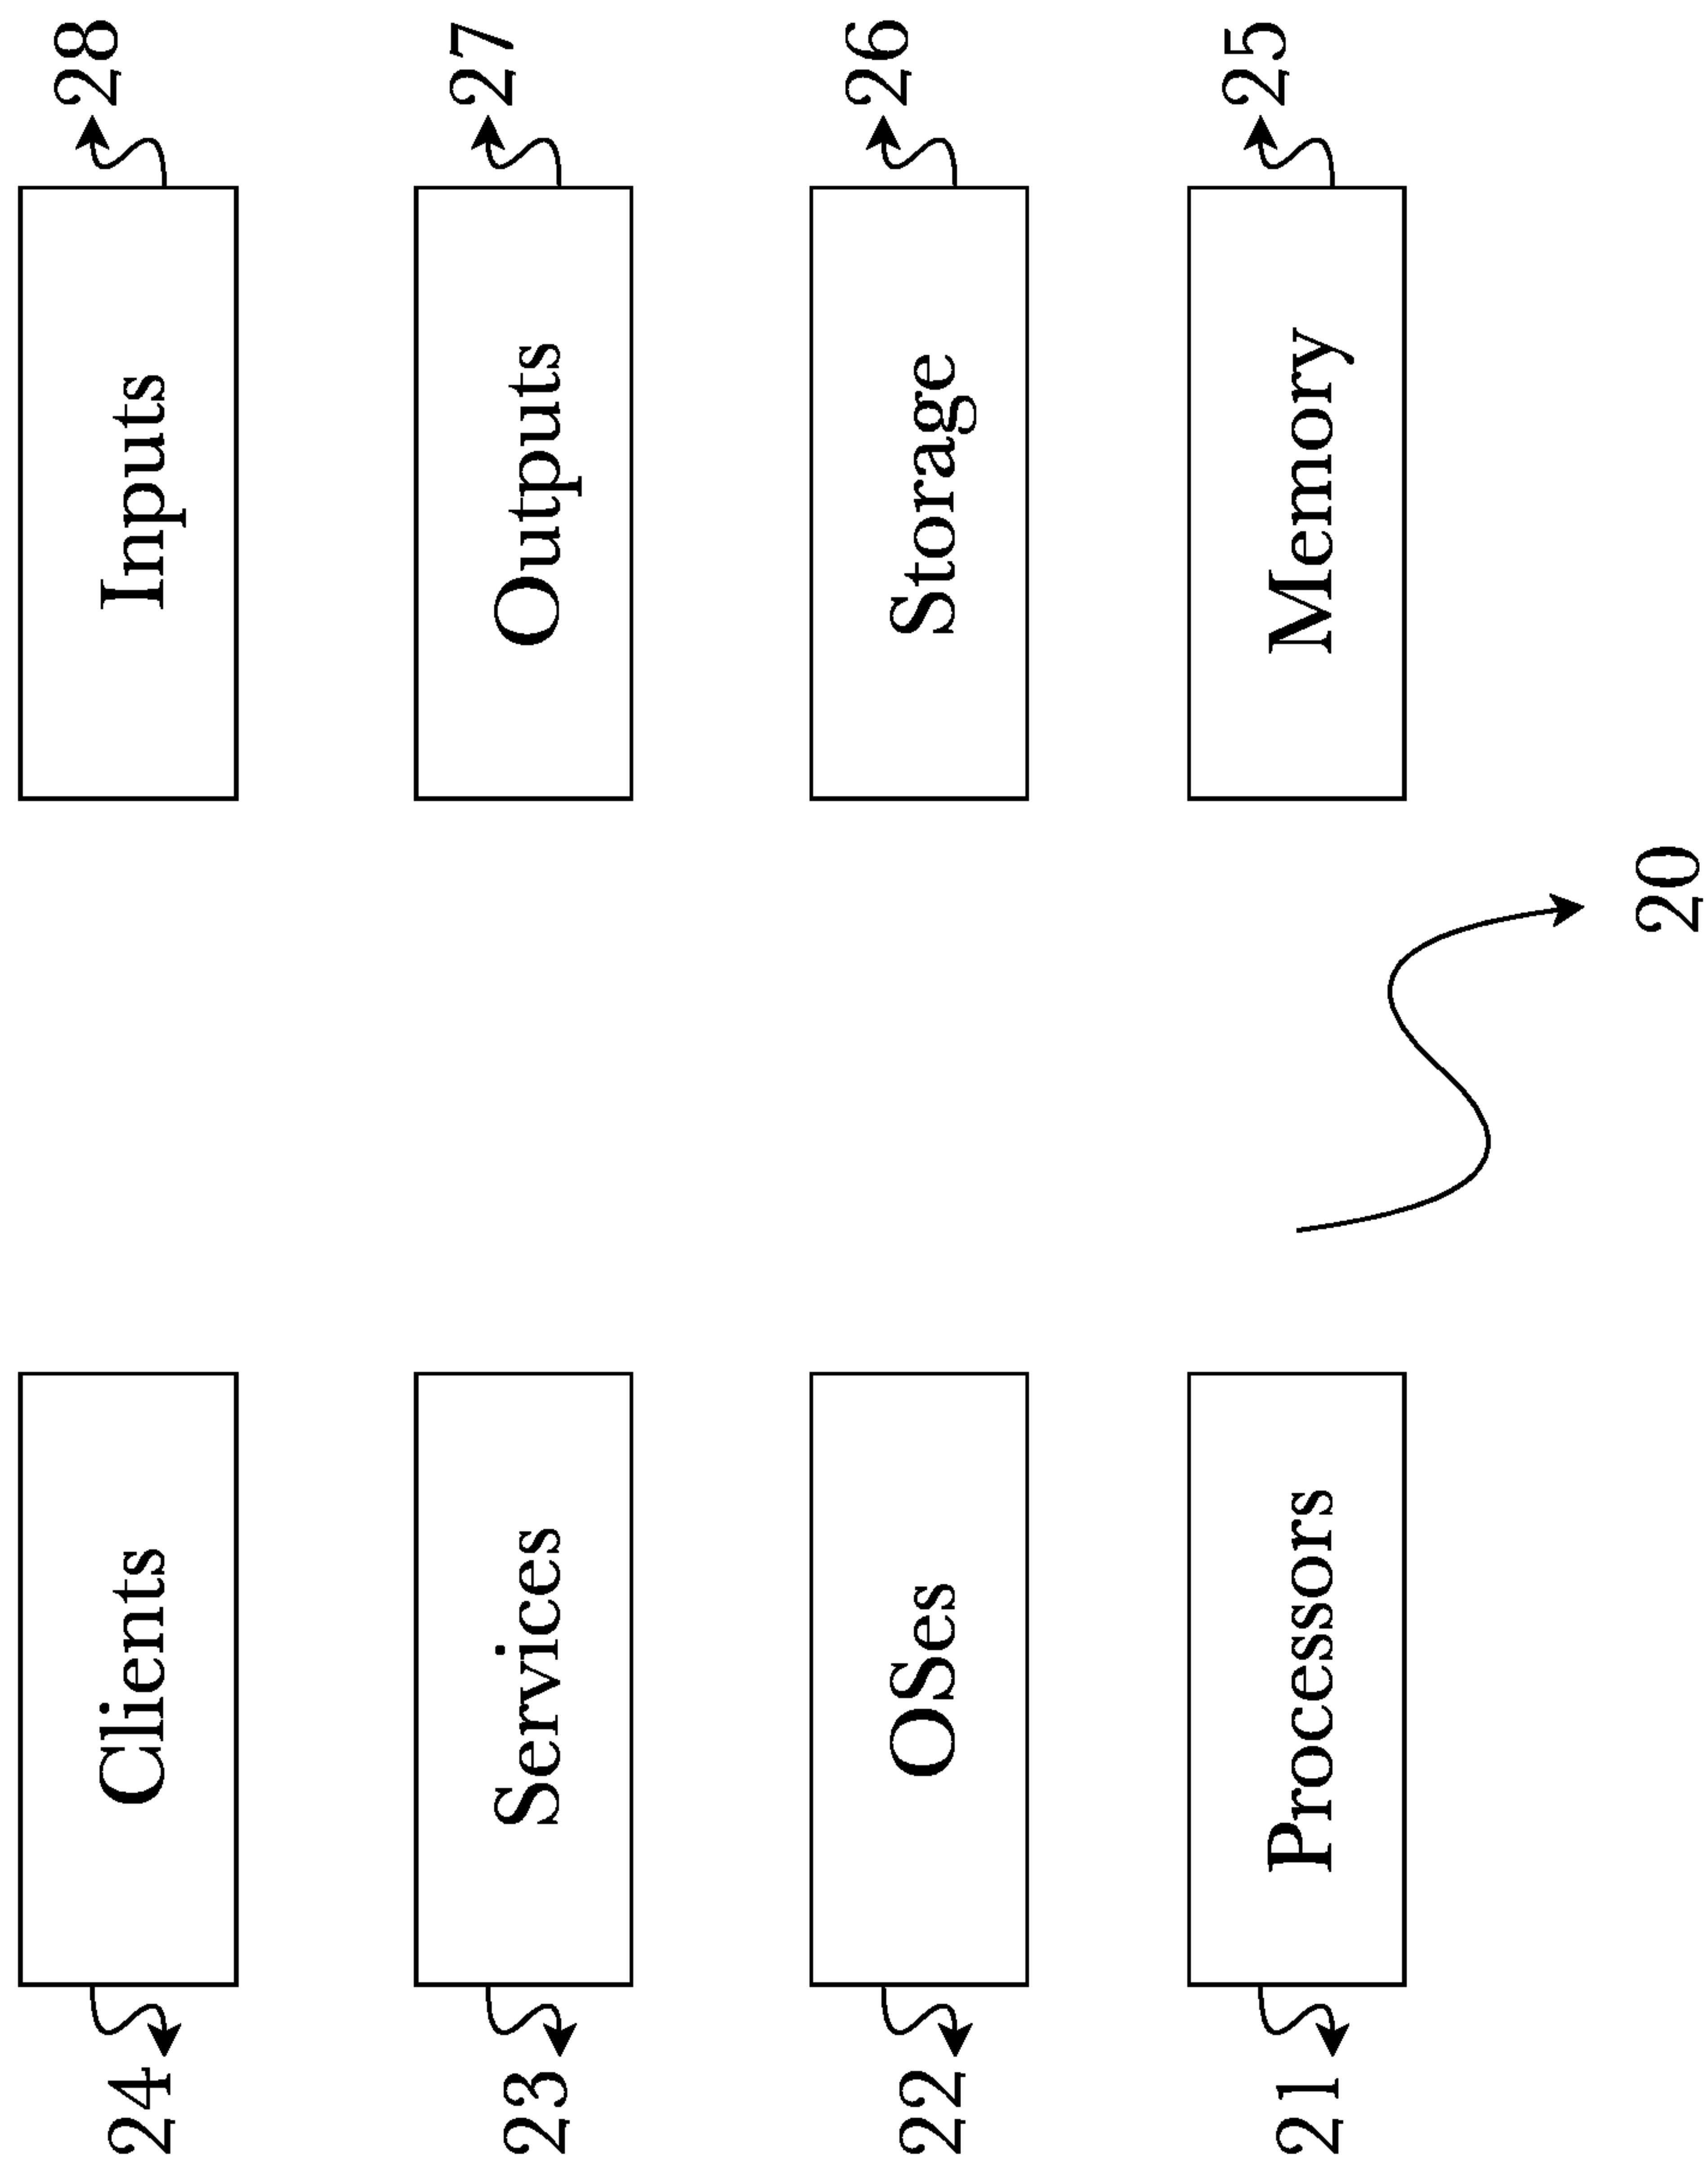 24 Clients
Inputs 28
23 Services
Outputs 27
22 OSes
Storage 26
21 Processors
Memory 25
20